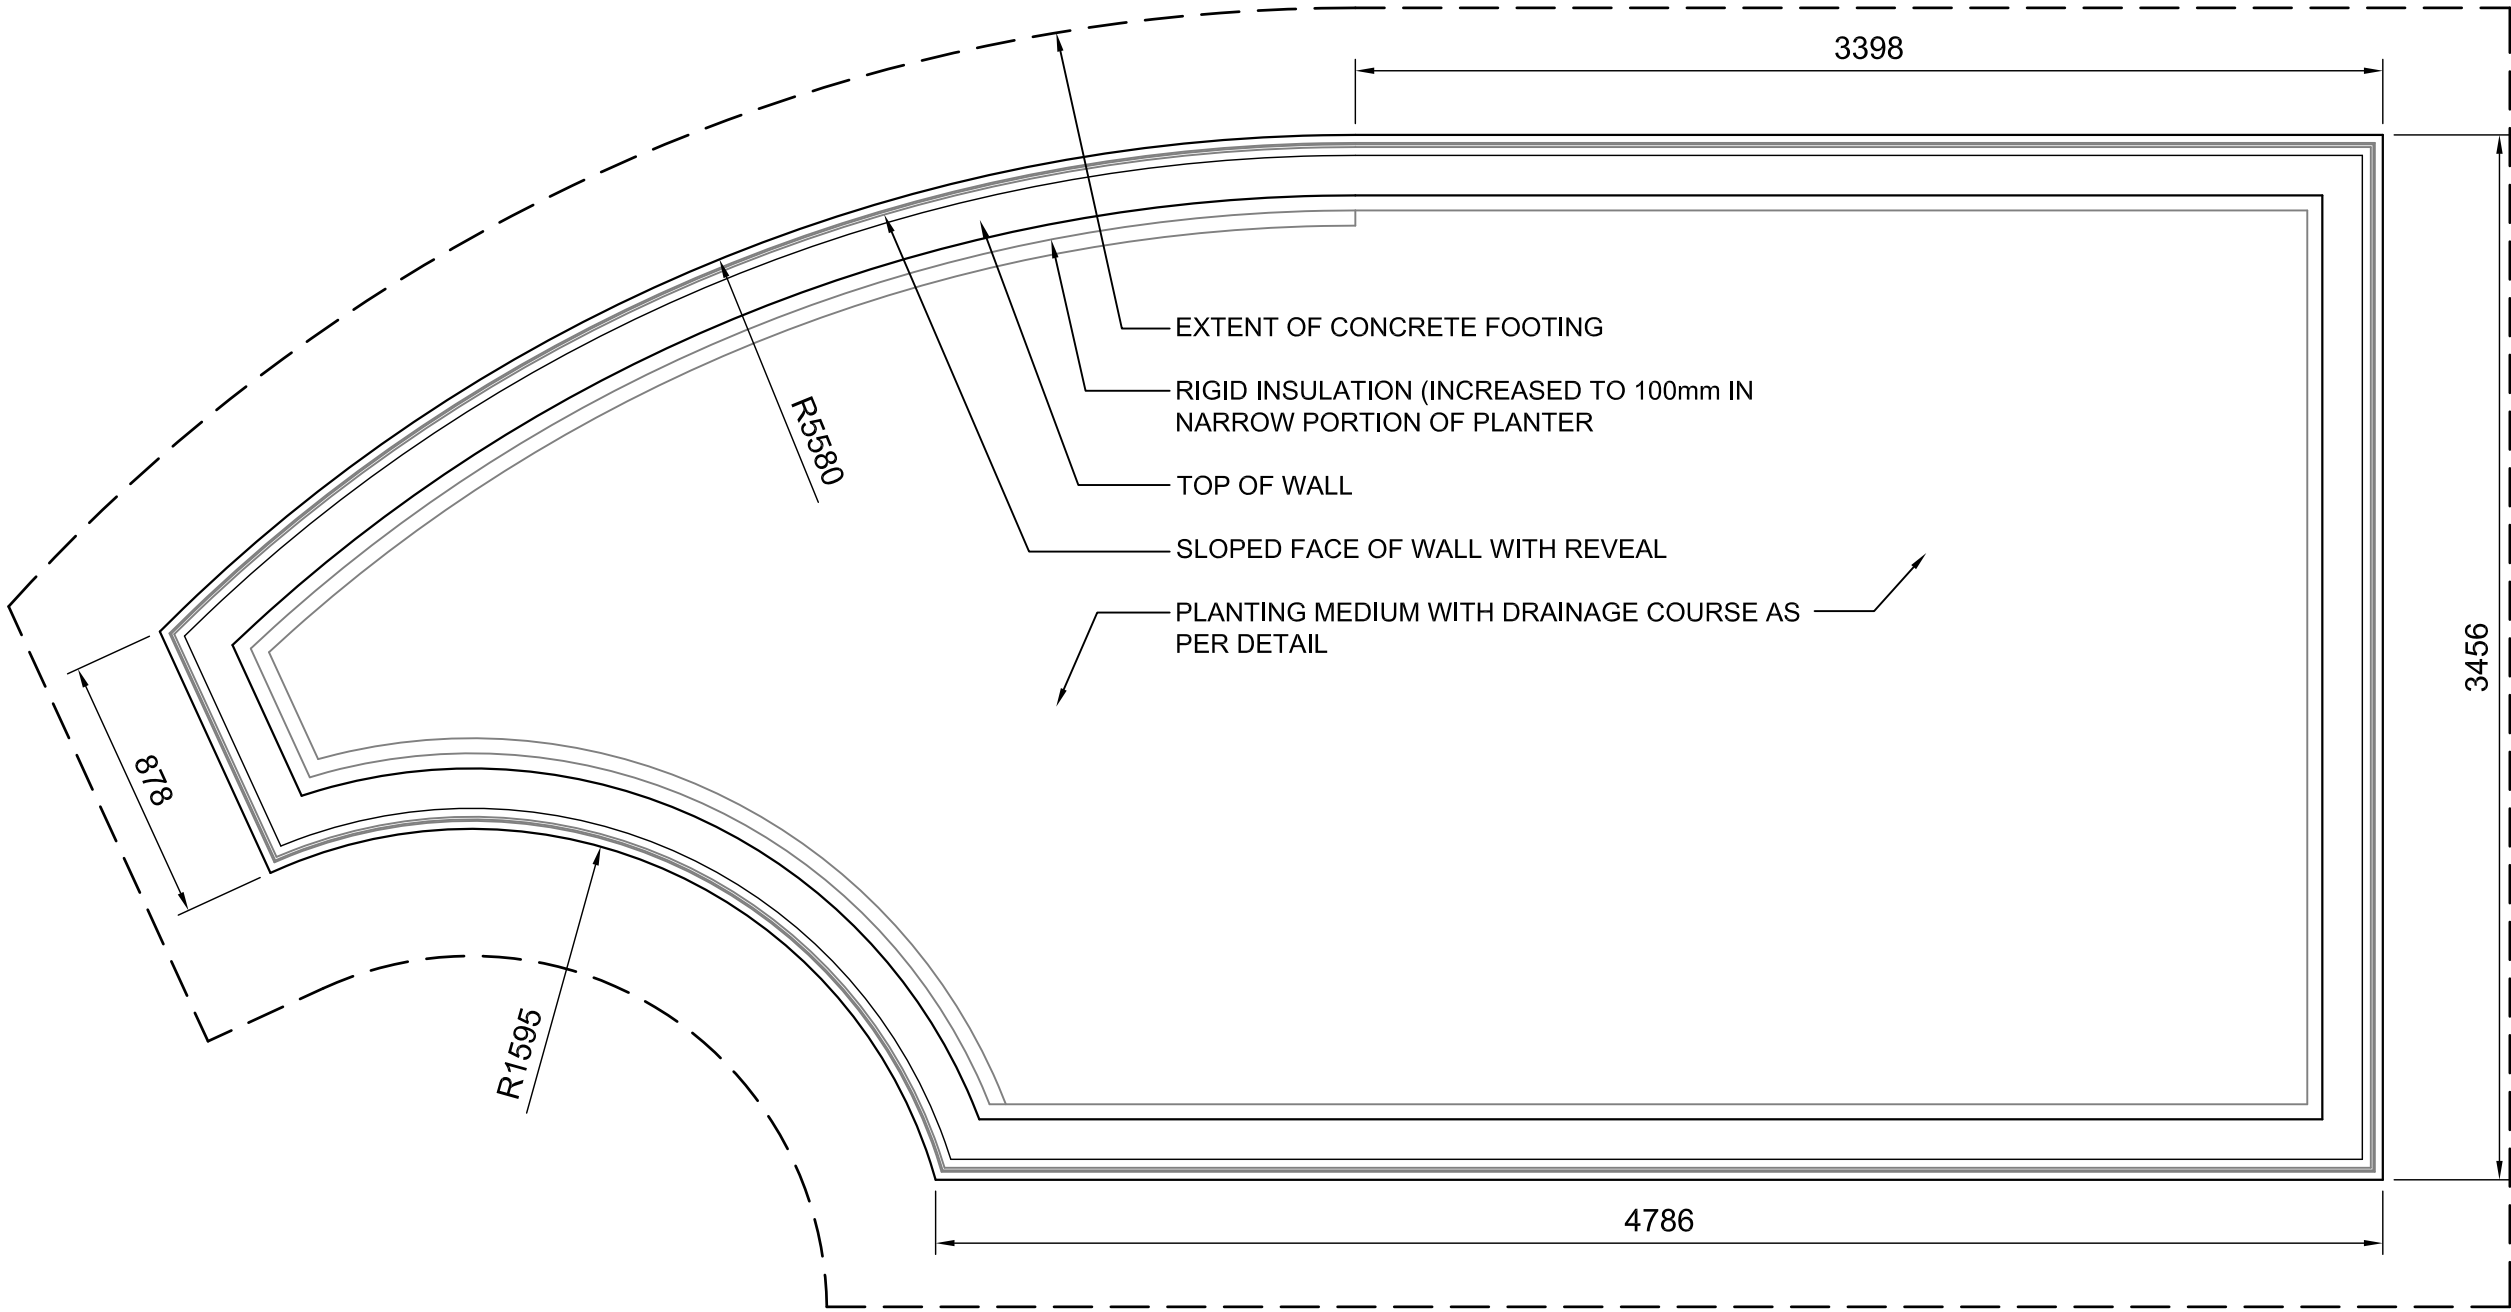 3398
EXTENT OF CONCRETE FOOTING
RIGID INSULATION (INCREASED TO 100mm IN
NARROW PORTION OF PLANTER
R5580
TOP OF WALL
SLOPED FACE OF WALL WITH REVEAL
PLANTING MEDIUM WITH DRAINAGE COURSE AS
PER DETAIL
3456
878
R1595
4786